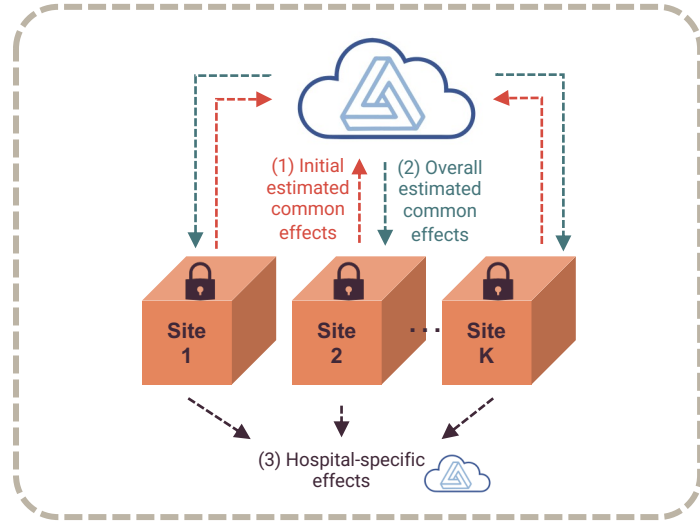 (1) Initial
estimated
common
effects
(2) Overall
estimated
common
effects
Site
1
Site
2
...
Site
K
(3) Hospital-specific
effects